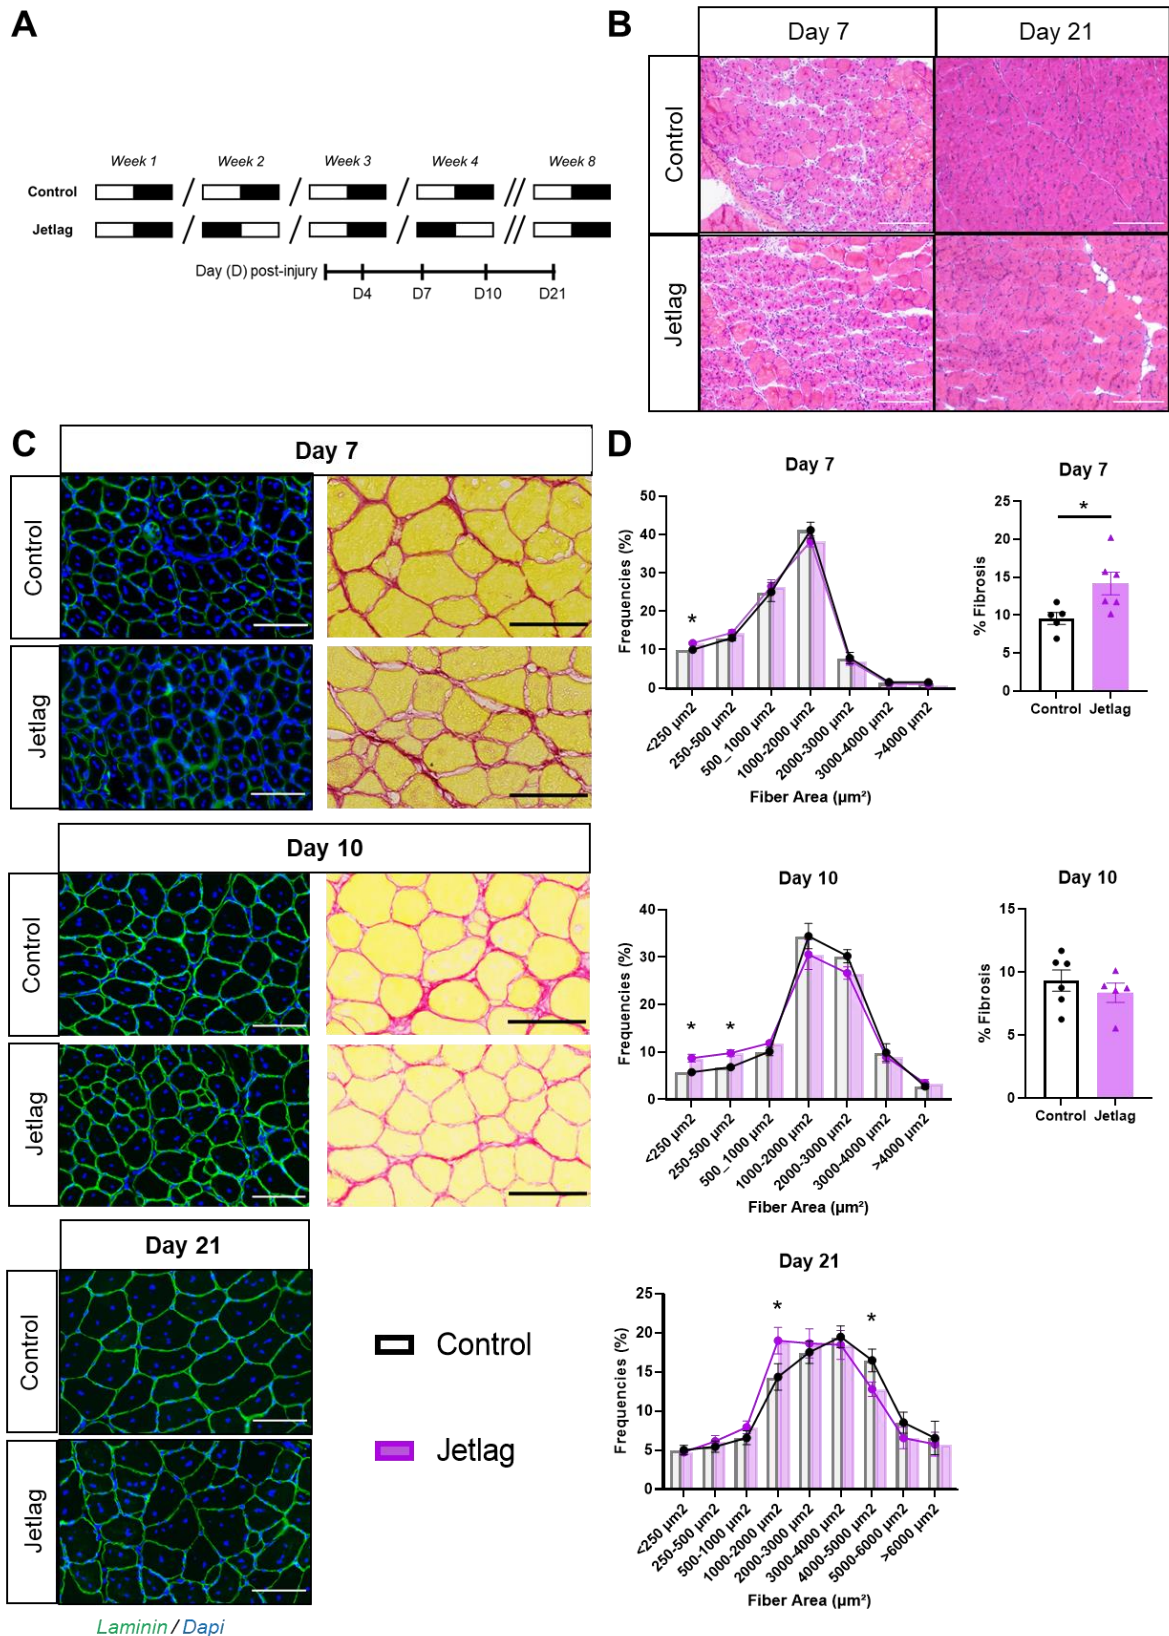 A
Week 1 Week 2 Week 3 Week 4 Week 8
Control
Jetlag
Day (D) post-injury
D4 D7 D10 D21
B
Day 7 Day 21
Control
Jetlag
C
Day 7
Control
Jetlag
Day 10
Control
Jetlag
Day 21
Control
Jetlag
Laminin / Dapi
Control
Jetlag
D
Day 7
Frequencies (%)
50
40
30
20
10
0
<250 µm2
250-500 µm2
500_1000 µm2
1000-2000 µm2
2000-3000 µm2
3000-4000 µm2
>4000 µm2
Fiber Area (µm²)
*
Day 7
% Fibrosis
25
20
15
10
5
0
*
Control Jetlag
Day 10
Frequencies (%)
40
30
20
10
0
* *
<250 µm2
250-500 µm2
500_1000 µm2
1000-2000 µm2
2000-3000 µm2
3000-4000 µm2
>4000 µm2
Fiber Area (µm²)
Day 10
% Fibrosis
15
10
5
0
Control Jetlag
Day 21
Frequencies (%)
25
20
15
10
5
0
* *
<250 µm2
250-500 µm2
500-1000 µm2
1000-2000 µm2
2000-3000 µm2
3000-4000 µm2
4000-5000 µm2
5000-6000 µm2
>6000 µm2
Fiber Area (µm²)